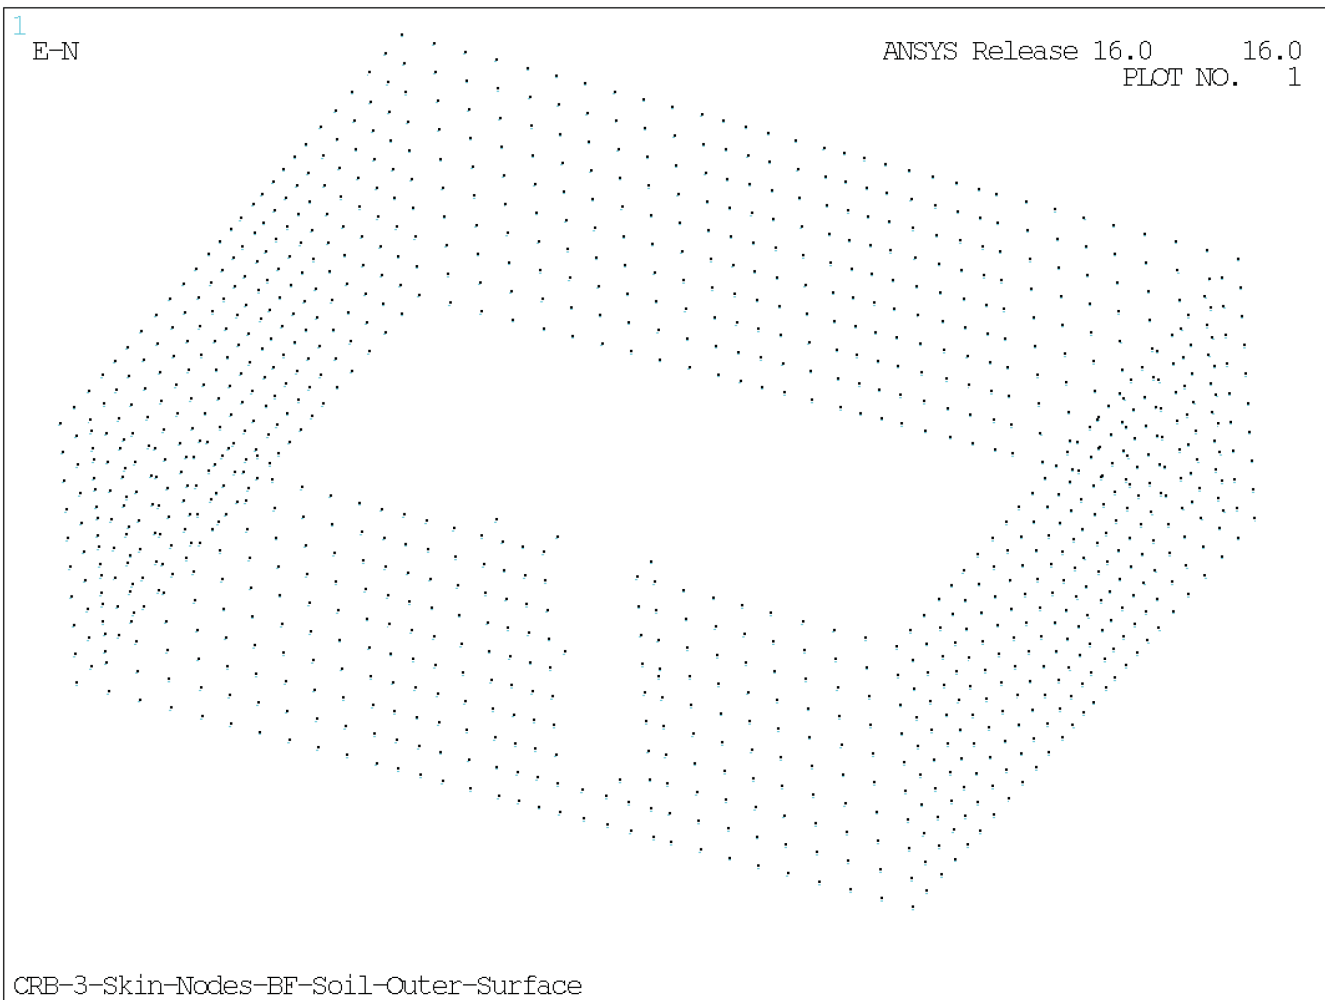 1
E-N
ANSYS Release 16.0 16.0
PLOT NO. 1
CRB-3-Skin-Nodes-BF-Soil-Outer-Surface